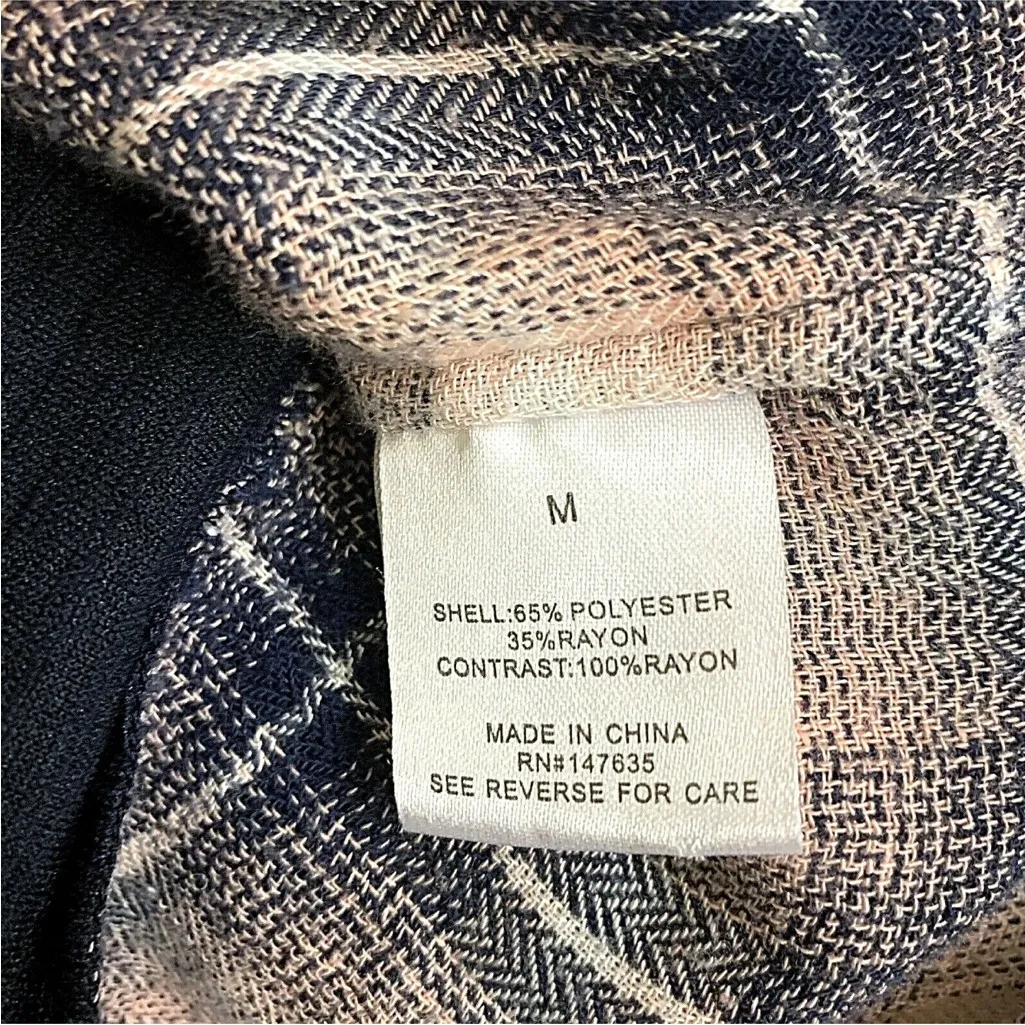 M
SHELL:65% POLYESTER
35%RAYON
CONTRAST:100%RAYON
MADE IN CHINA
RN#147635
SEE REVERSE FOR CARE